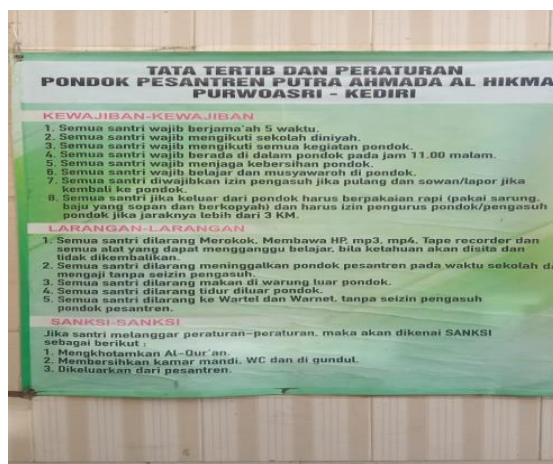 TATA TERTIB DAN PERATURAN
PONDOK PESANTREN PUTRA AHMADA AL HIKMA
PURWOASRI - KEDIRI
KEWAJIBAN-KEWAJIBAN
1. Semua santri wajib berjama'ah 5 waktu.
2. Semua santri wajib mengikuti sekolah diniyah.
3. Semua santri wajib mengikuti semua kegiatan pondok.
4. Semua santri wajib berada di dalam pondok pada jam 11.00 malam.
5. Semua santri wajib menjaga kebersihan pondok.
6. Semua santri wajib belajar dan musyawaroh di pondok.
7. Semua santri diwajibkan izin pengasuh jika pulang dan sowan/lapor jika
kembali ke pondok.
8. Semua santri jika keluar dari pondok harus berpakaian rapi (pakai sarung,
baju yang sopan dan berkopyah) dan harus izin pengurus pondok/pengasuh
pondok jika jaraknya lebih dari 3 KM.
LARANGAN-LARANGAN
1. Semua santri dilarang Merokok, Membawa HP, mp3, mp4, Tape recorder dan
semua alat yang dapat mengganggu belajar, bila ketahuan akan disita dan
tidak dikembalikan.
2. Semua santri dilarang meninggalkan pondok pesantren pada waktu sekolah da
mengaji tanpa seizin pengasuh.
3. Semua santri dilarang makan di warung luar pondok.
4. Semua santri dilarang tidur diluar pondok.
5. Semua santri dilarang ke Wartel dan Warnet, tanpa seizin pengasuh
pondok pesantren.
SANKSI-SANKSI
Jika santri melanggar peraturan-peraturan, maka akan dikenai SANKSI
sebagai berikut :
1. Mengkhotamkan Al-Qur'an.
2. Membersihkan kamar mandi, WC dan di gundul.
3. Dikeluarkan dari pesantren.